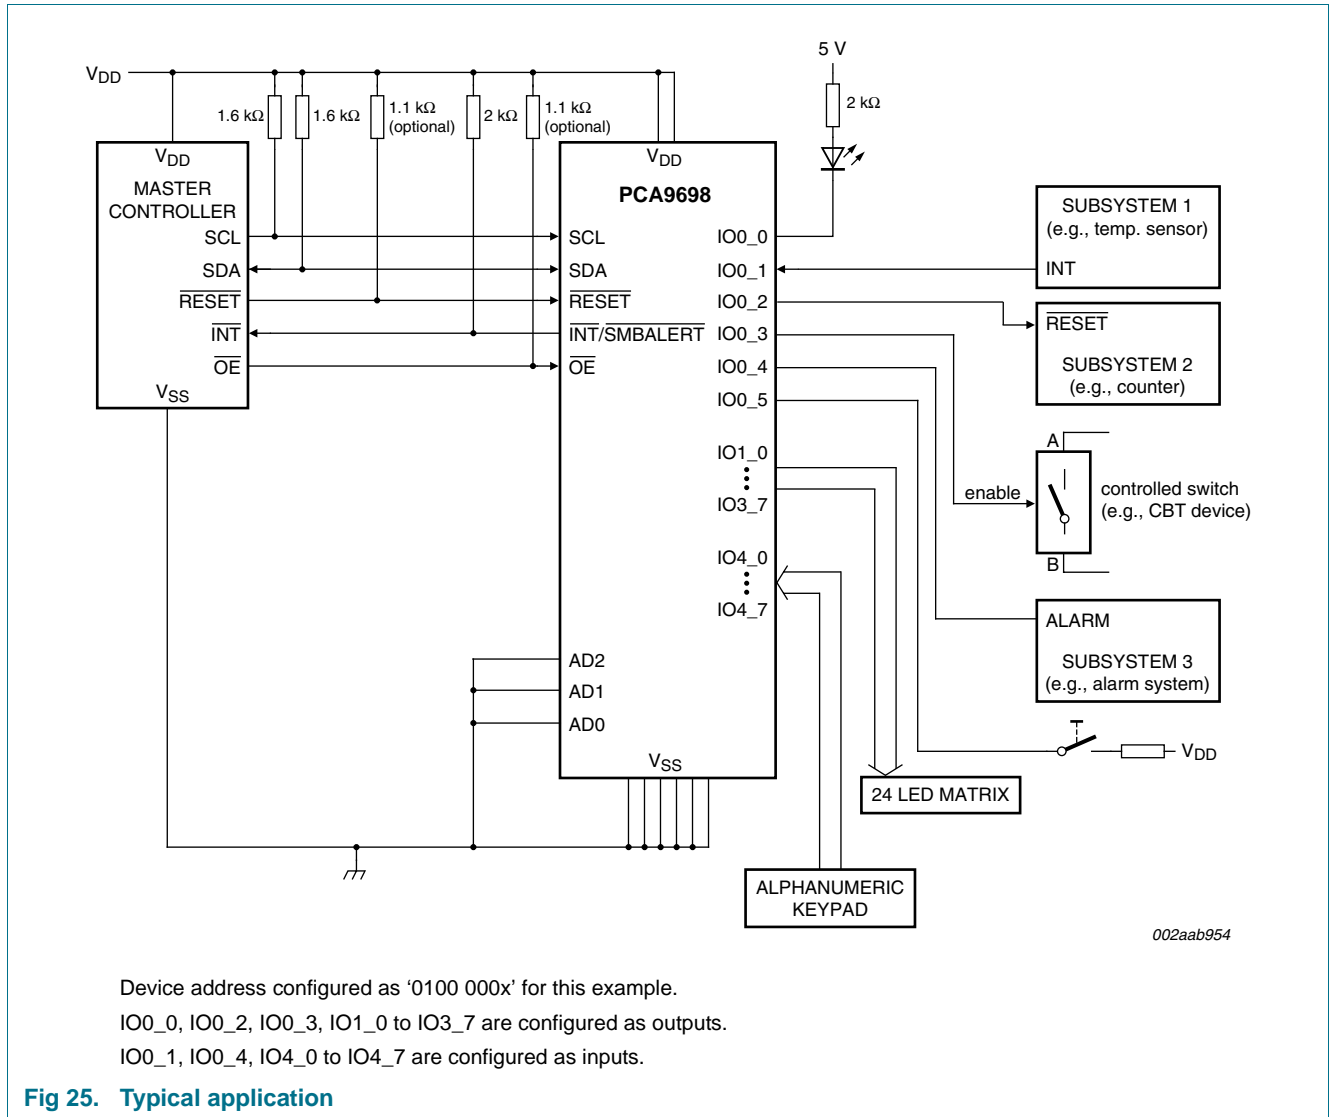 5 V
VDD
1.6 kΩ
1.6 kΩ
1.1 kΩ
(optional)
2 kΩ
1.1 kΩ
(optional)
2 kΩ
VDD
MASTER
CONTROLLER
SCL
SDA
RESET
INT
OE
VSS
VDD
PCA9698
SCL
SDA
RESET
INT/SMBALERT
OE
AD2
AD1
AD0
VSS
IO0_0
IO0_1
IO0_2
IO0_3
IO0_4
IO0_5
IO1_0
IO3_7
IO4_0
IO4_7
SUBSYSTEM 1
(e.g., temp. sensor)
INT
RESET
SUBSYSTEM 2
(e.g., counter)
A
enable
controlled switch
(e.g., CBT device)
B
ALARM
SUBSYSTEM 3
(e.g., alarm system)
VDD
24 LED MATRIX
ALPHANUMERIC
KEYPAD
002aab954
Device address configured as ‘0100 000x’ for this example.
IO0_0, IO0_2, IO0_3, IO1_0 to IO3_7 are configured as outputs.
IO0_1, IO0_4, IO4_0 to IO4_7 are configured as inputs.
Fig 25. Typical application